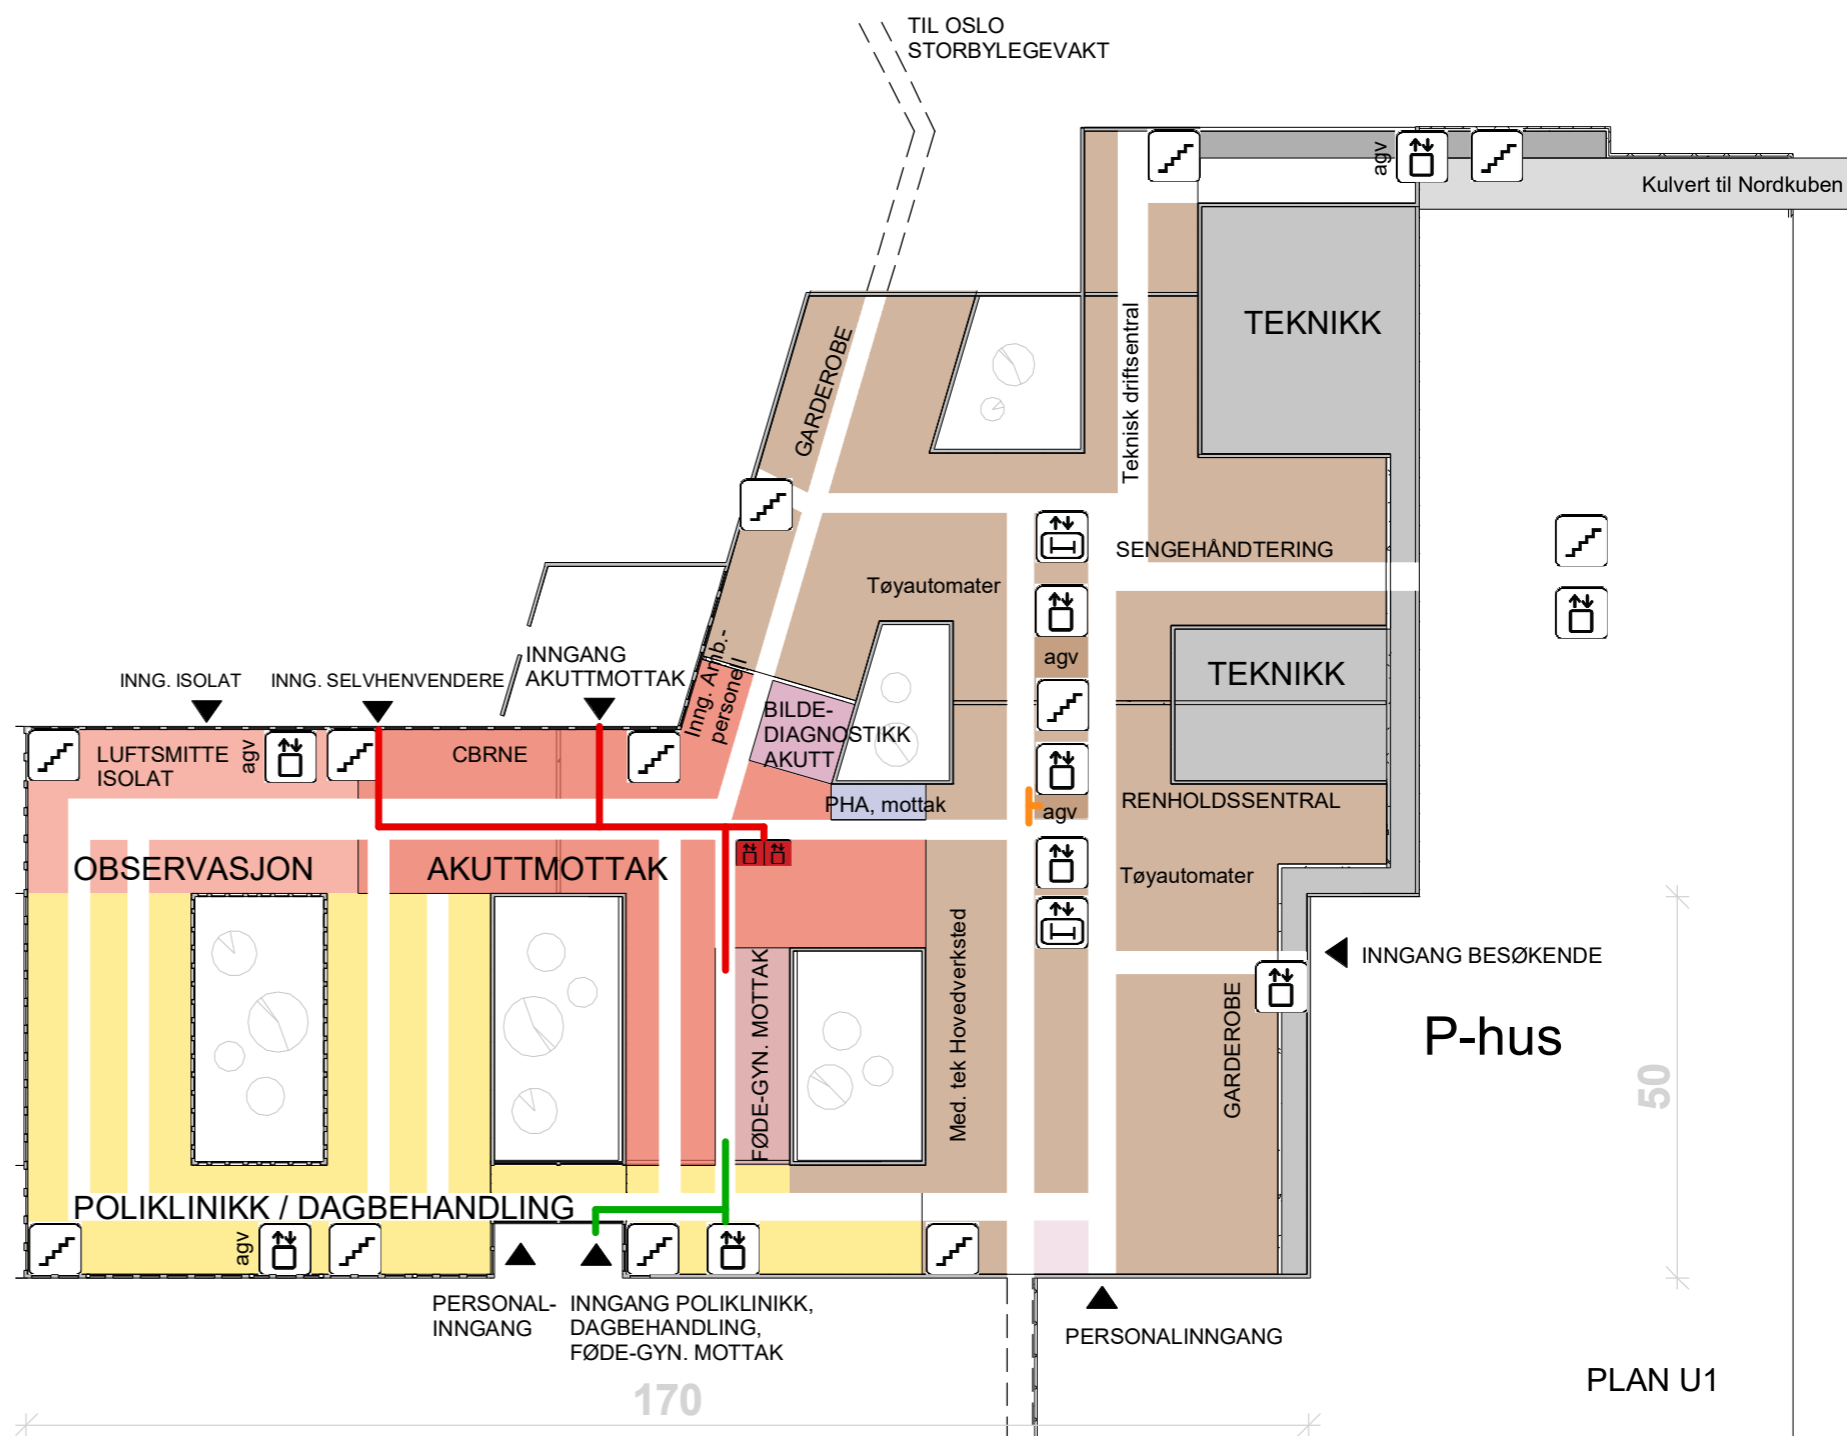 TIL OSLO
STORBYLEGEVAKT
agv
Kulvert til Nordkuben
TEKNIKK
Teknisk driftsentral
GARDEROBE
SENGEHÅNDTERING
Tøyautomater
agv
TEKNIKK
INNGANG
AKUTTMOTTAK
Inng. Amb.-
personell
INNG. ISOLAT
INNG. SELVHENVENDERE
BILDE-
DIAGNOSTIKK
AKUTT
LUFTSMITTE
ISOLAT
agv
CBRNE
PHA, mottak
agv
RENHOLDSSENTRAL
OBSERVASJON
AKUTTMOTTAK
Tøyautomater
Med. tek Hovedverksted
FØDE-GYN. MOTTAK
INNGANG BESØKENDE
GARDEROBE
P-hus
50
POLIKLINIKK / DAGBEHANDLING
agv
PERSONAL-
INNGANG
INNGANG POLIKLINIKK,
DAGBEHANDLING,
FØDE-GYN. MOTTAK
PERSONALINNGANG
PLAN U1
170